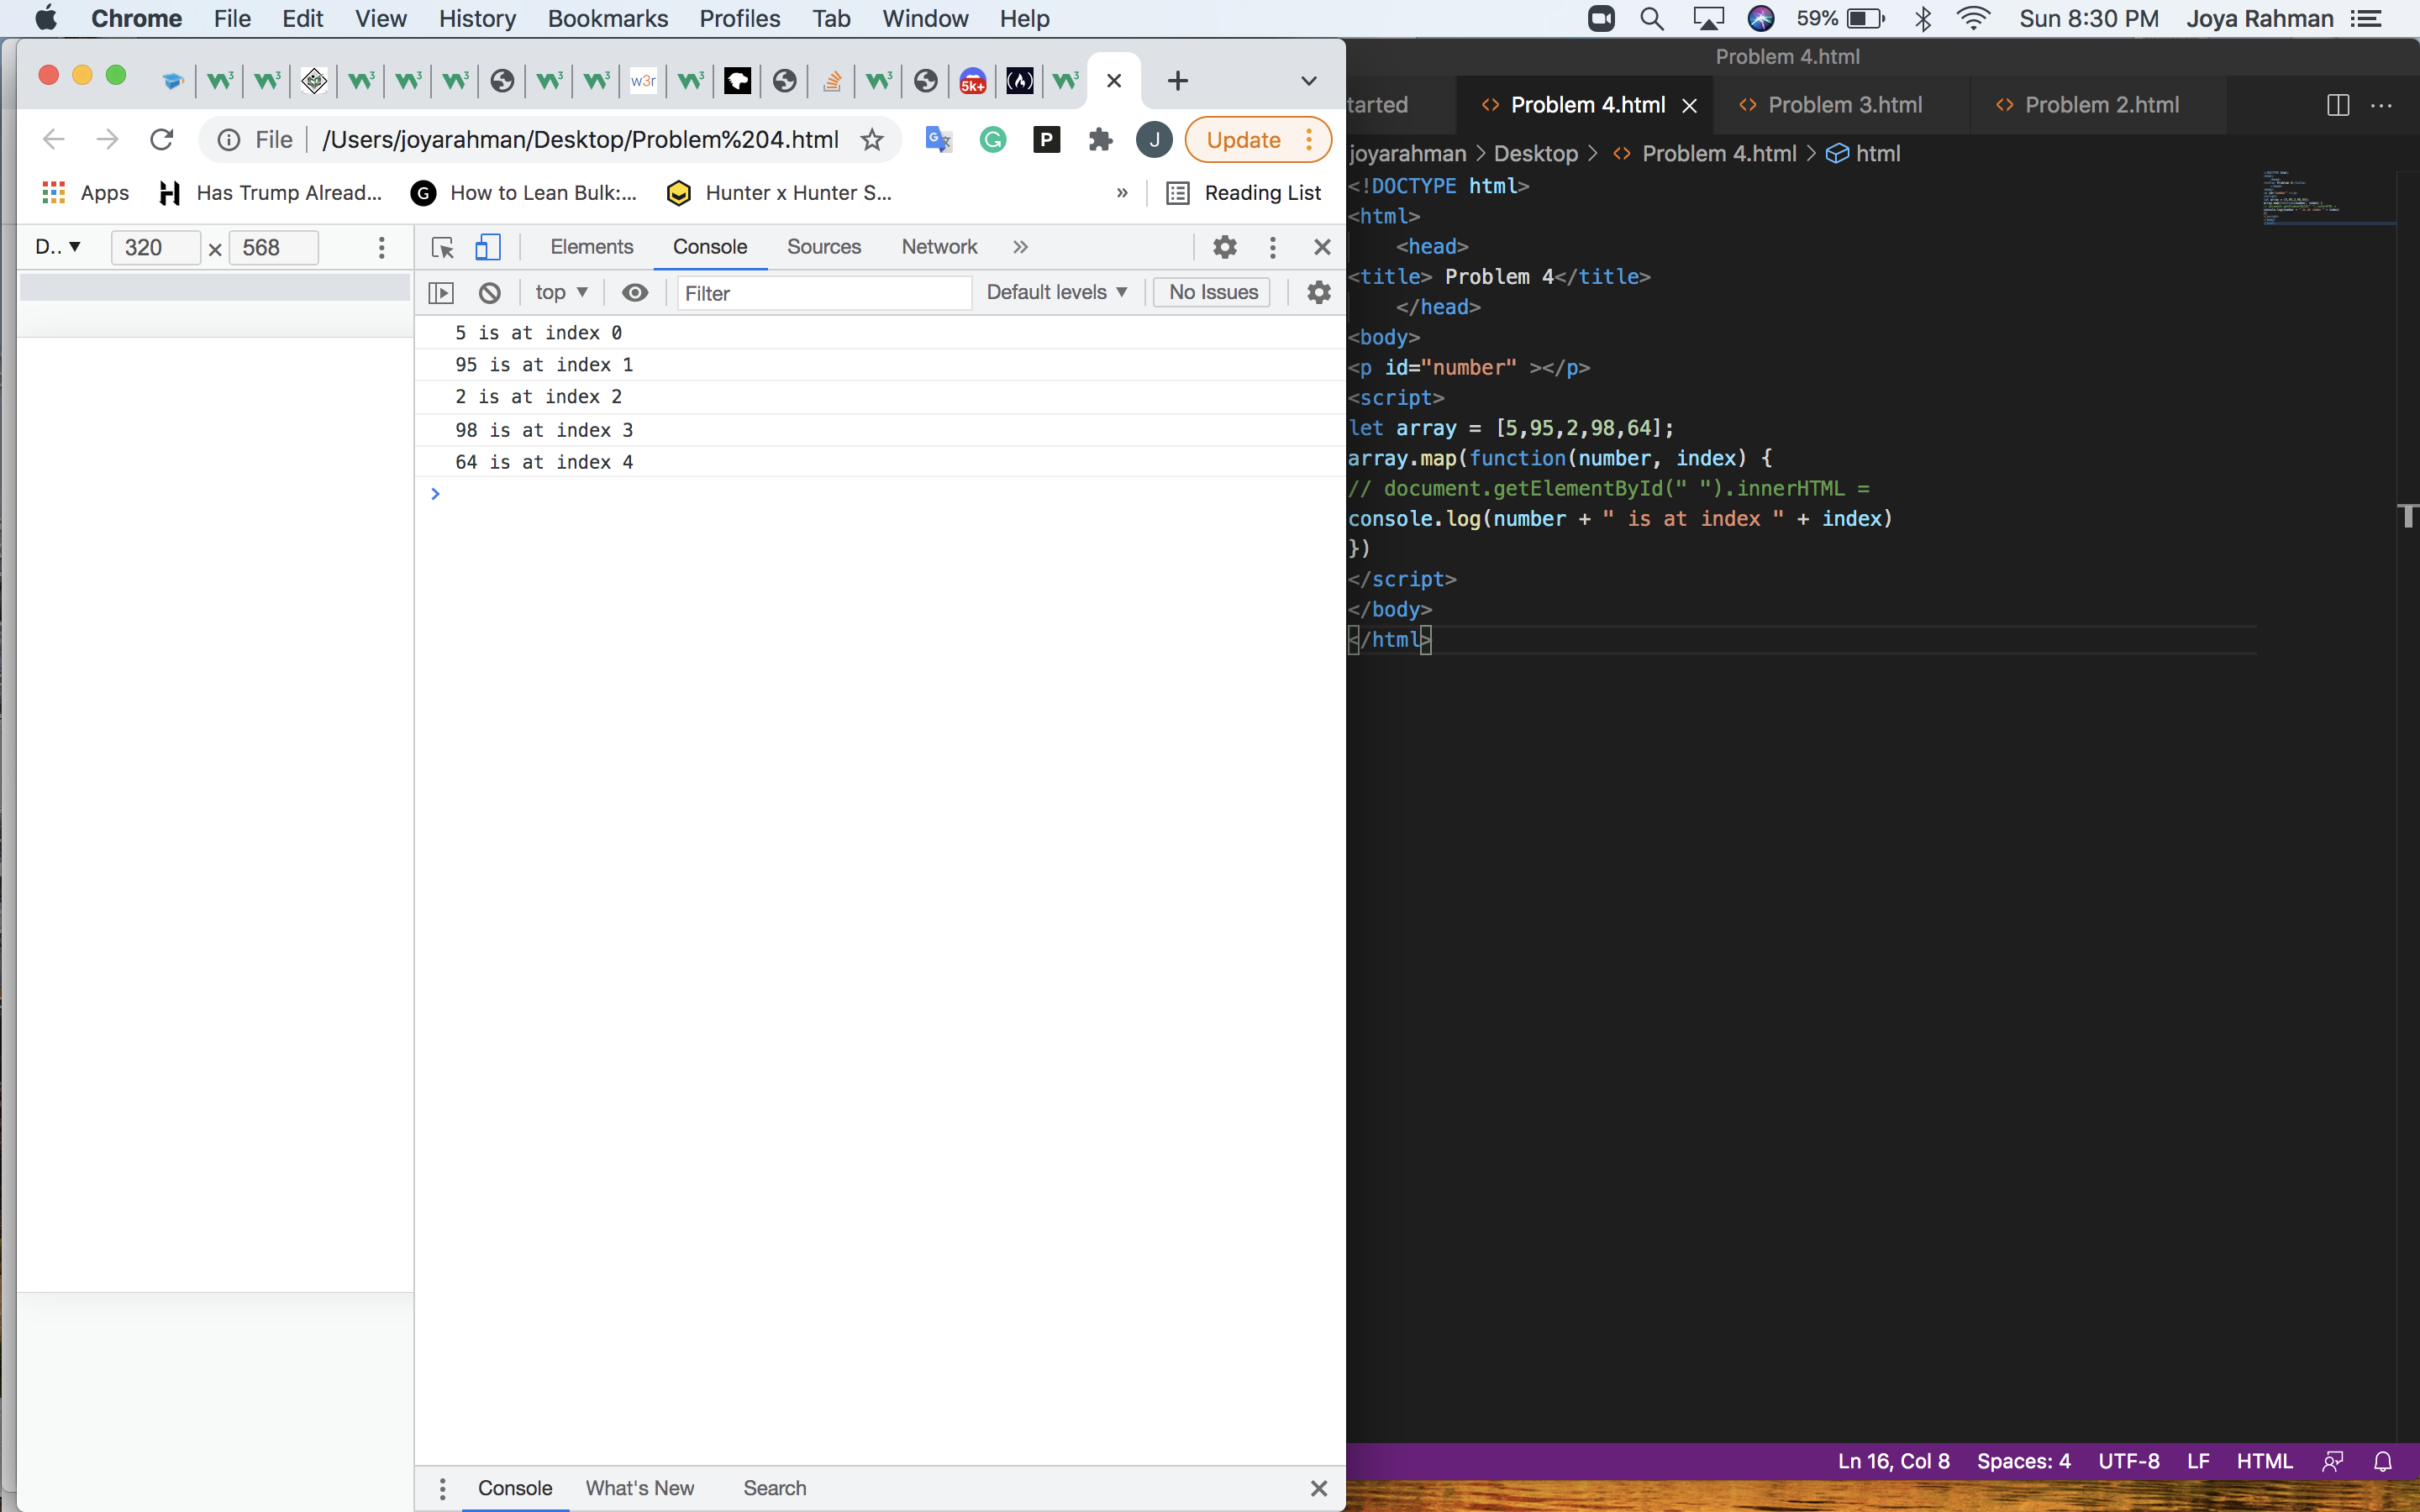 Chrome File Edit View History Bookmarks Profiles Tab Window Help 59% Sun 8:30 PM Joya Rahman
w3r 5k+
File /Users/joyarahman/Desktop/Problem%204.html J Update
Apps Has Trump Alread... How to Lean Bulk:... Hunter x Hunter S... » Reading List
D.. 320 × 568 Elements Console Sources Network »
top Filter Default levels No Issues
5 is at index 0
95 is at index 1
2 is at index 2
98 is at index 3
64 is at index 4
Console What's New Search
Problem 4.html
tarted Problem 4.html Problem 3.html Problem 2.html
joyarahman > Desktop > Problem 4.html > html
<!DOCTYPE html>
<html>
<head>
<title> Problem 4</title>
</head>
<body>
<p id="number" ></p>
<script>
let array = [5,95,2,98,64];
array.map(function(number, index) {
// document.getElementById(" ").innerHTML =
console.log(number + " is at index " + index)
})
</script>
</body>
</html>
Ln 16, Col 8 Spaces: 4 UTF-8 LF HTML